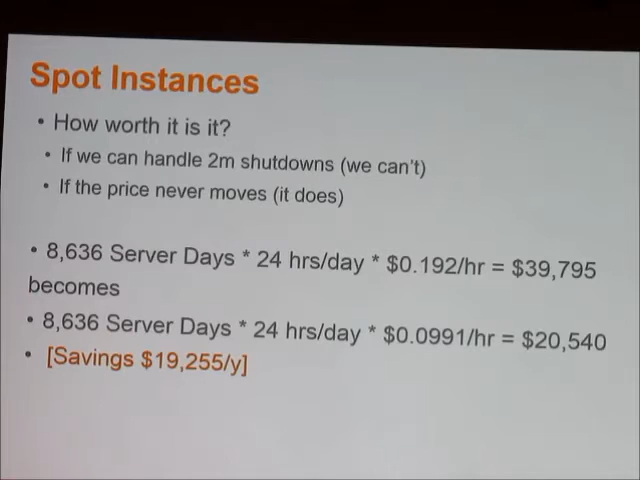 Spot Instances
• How worth it is it?
• If we can handle 2m shutdowns (we can't)
• If the price never moves (it does)
• 8,636 Server Days * 24 hrs/day * $0.192/hr = $39,795
becomes
• 8,636 Server Days * 24 hrs/day * $0.0991/hr = $20,540
• [Savings $19,255/y]